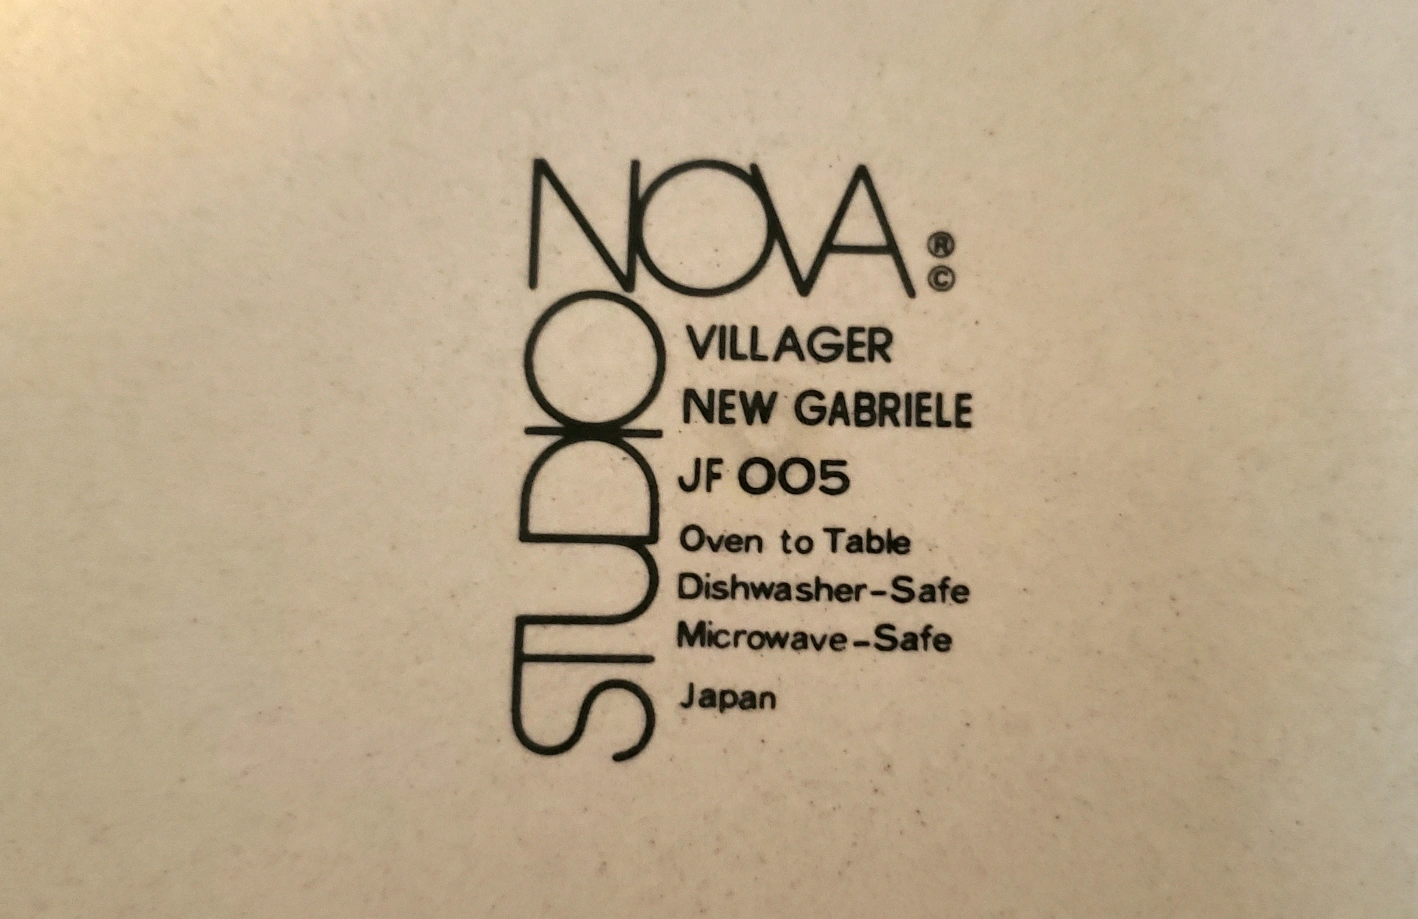 NOVA ® ©
STUDIO
VILLAGER
NEW GABRIELE
JF 005
Oven to Table
Dishwasher-Safe
Microwave-Safe
Japan